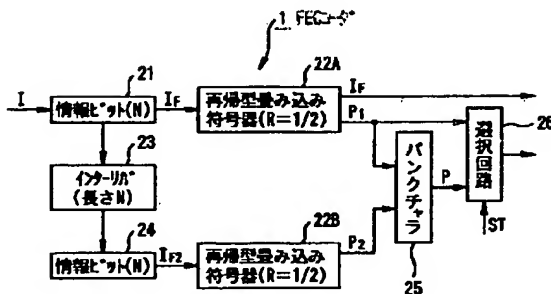 1 FECコーダ
21
22A
I
情報ビット(N)
IF
再帰型畳み込み
符号器(R=1/2)
IF
P1
23
26
インターリバ
(長さN)
パンクチャラ
P
選択回路
24
22B
情報ビット(N)
IF2
再帰型畳み込み
符号器(R=1/2)
P2
25
ST